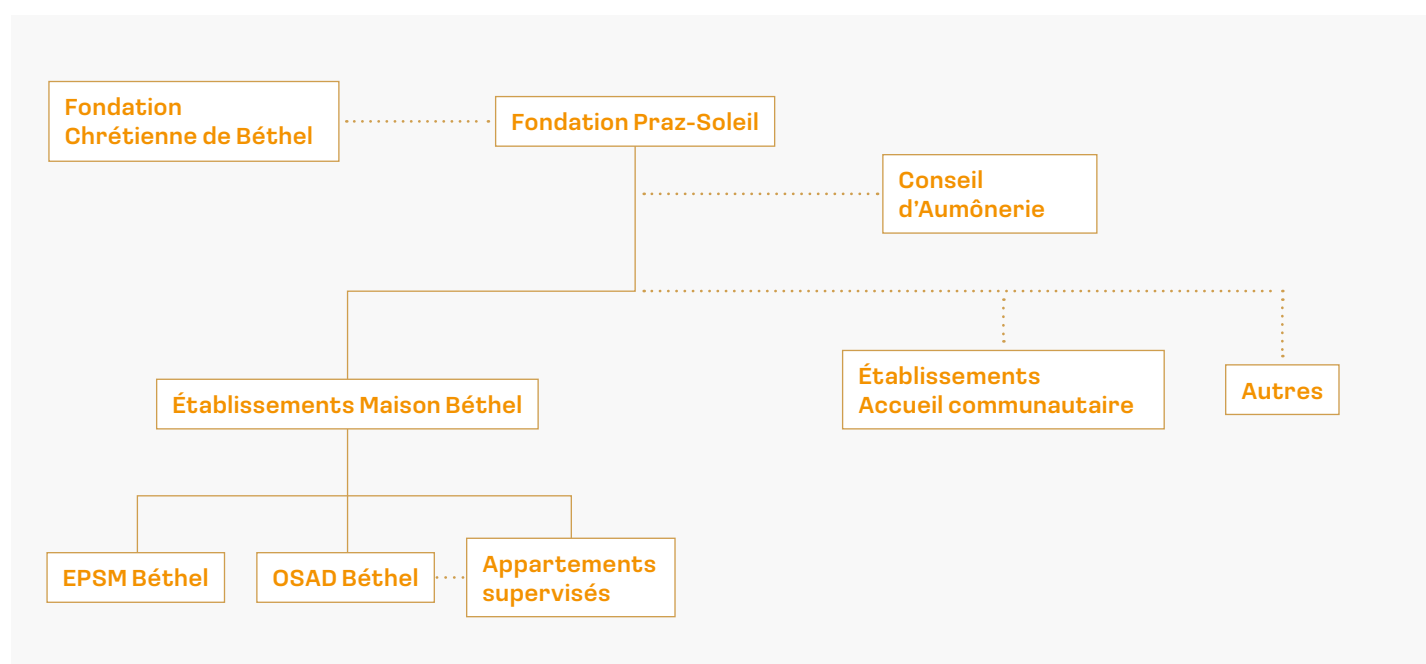 Fondation
Chrétienne de Béthel
Fondation Praz-Soleil
Conseil
d'Aumônerie
Établissements Maison Béthel
Établissements
Accueil communautaire
Autres
EPSM Béthel
OSAD Béthel
Appartements
supervisés